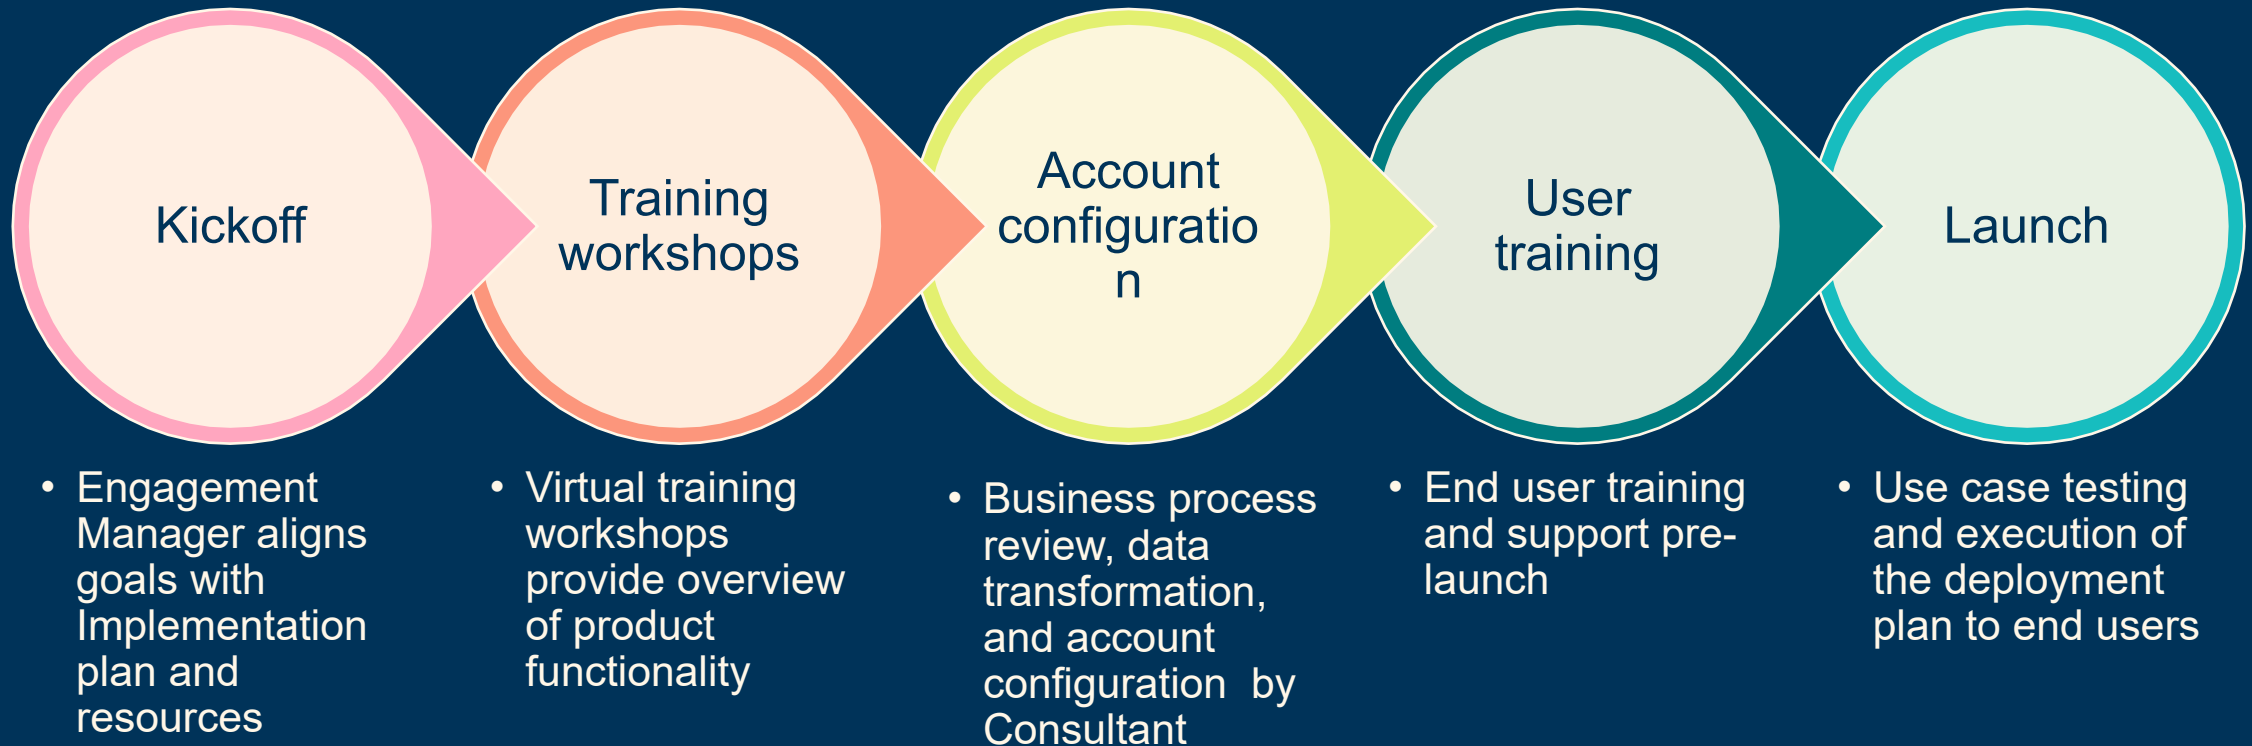 Kickoff
Training
workshops
Account
configuratio
n
User
training
Launch
• Engagement
Manager aligns
goals with
Implementation
plan and
resources
• Virtual training
workshops
provide overview
of product
functionality
• Business process
review, data
transformation,
and account
configuration  by
Consultant
• End user training
and support pre-
launch
• Use case testing
and execution of
the deployment
plan to end users